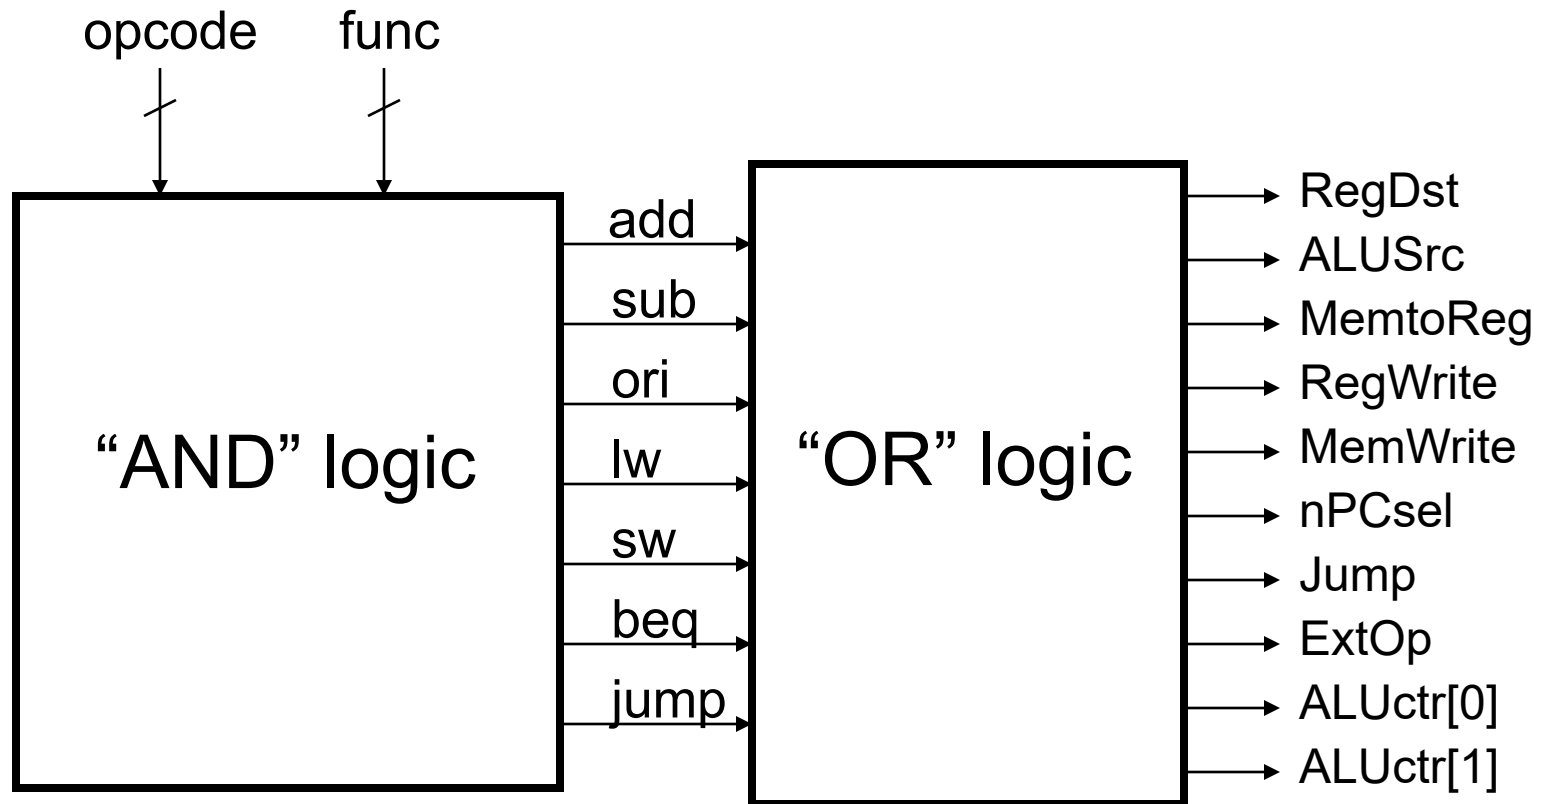 opcode func
add
sub
ori
lw
sw
beq
jump
“AND” logic
“OR” logic
RegDst
ALUSrc
MemtoReg
RegWrite
MemWrite
nPCsel
Jump
ExtOp
ALUctr[0]
ALUctr[1]